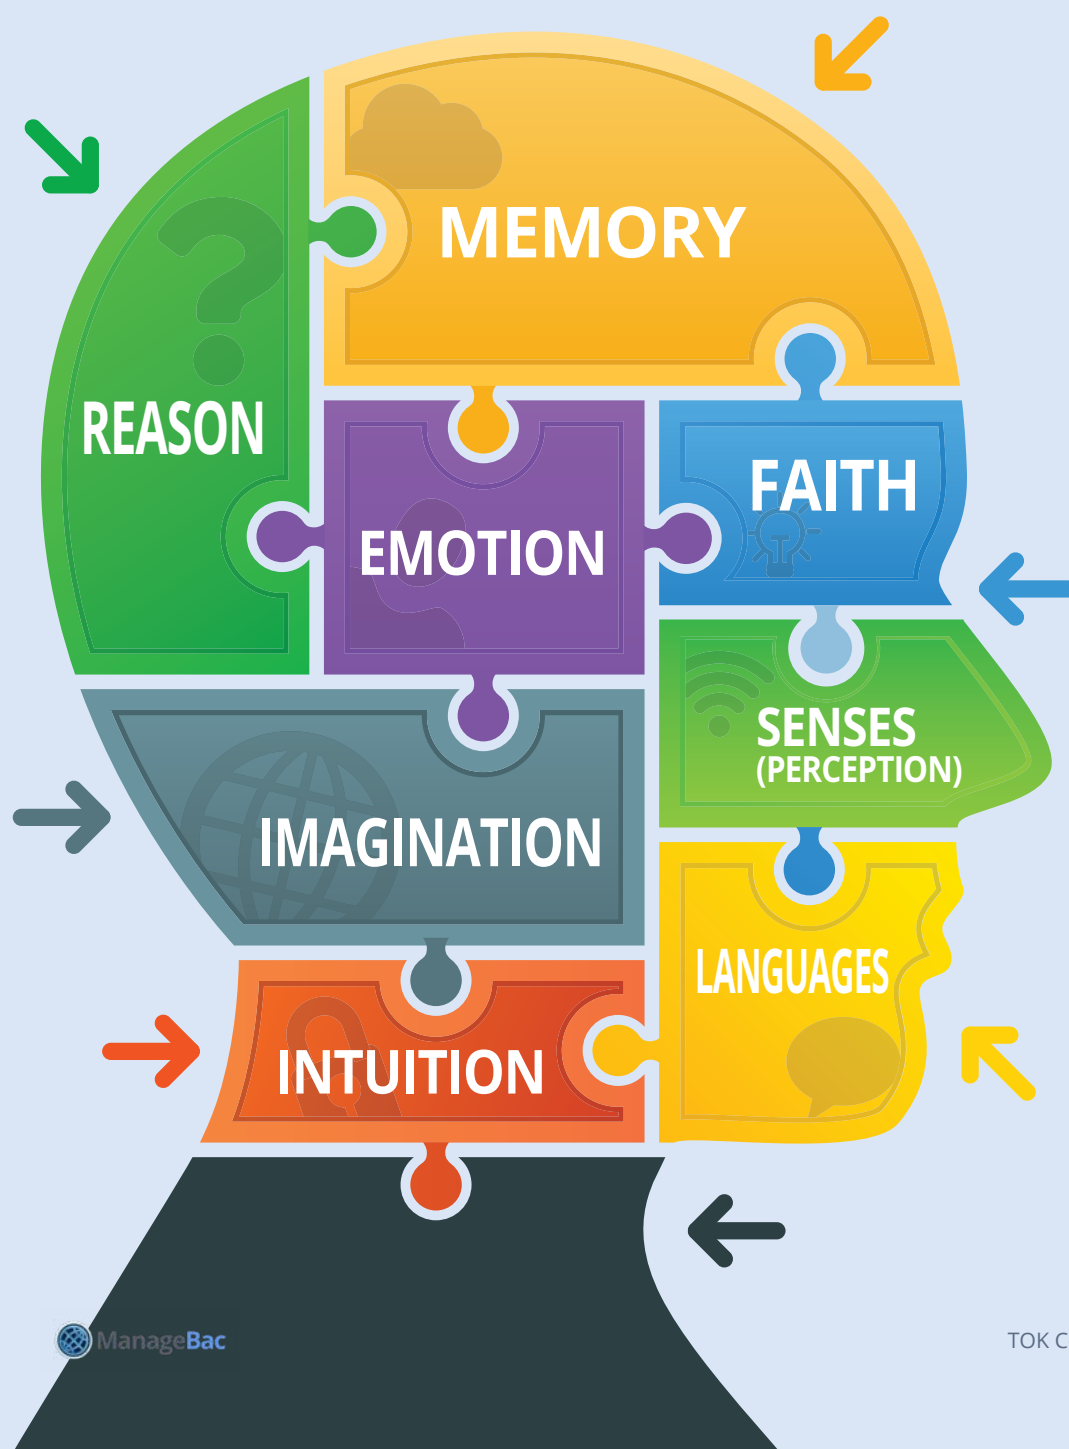 MEMORY
REASON
FAITH
EMOTION
SENSES
(PERCEPTION)
IMAGINATION
LANGUAGES
INTUITION
ManageBac
TOK C